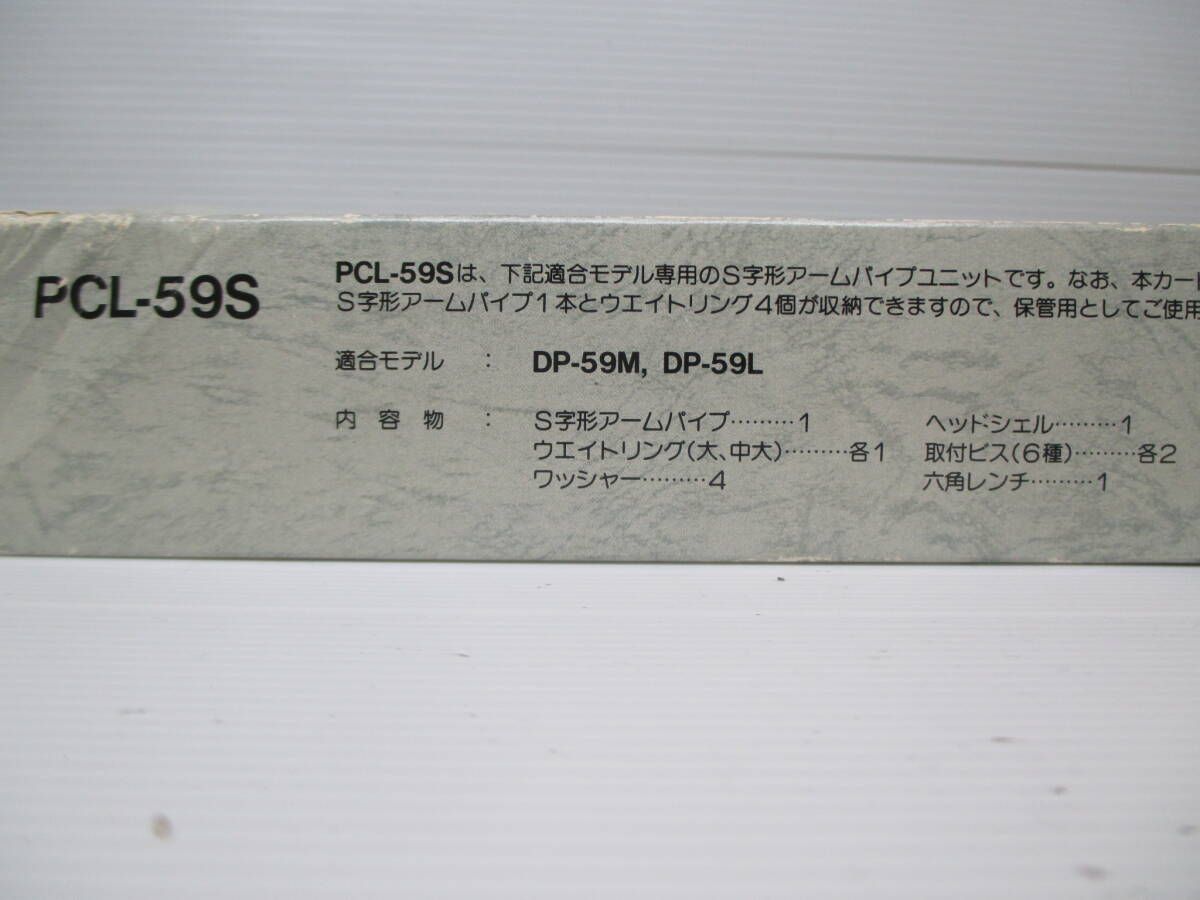 PCL-59S
PCL-59Sは、下記適合モデル専用のS字形アームパイプユニットです。なお、本カート
S字形アームパイプ1本とウエイトリング4個が収納できますので、保管用としてご使用
適合モデル : DP-59M, DP-59L
内容物 : S字形アームパイプ………1 ヘッドシェル………1
ウエイトリング(大、中大)………各1 取付ビス(6種)………各2
ワッシャー………4 六角レンチ………1